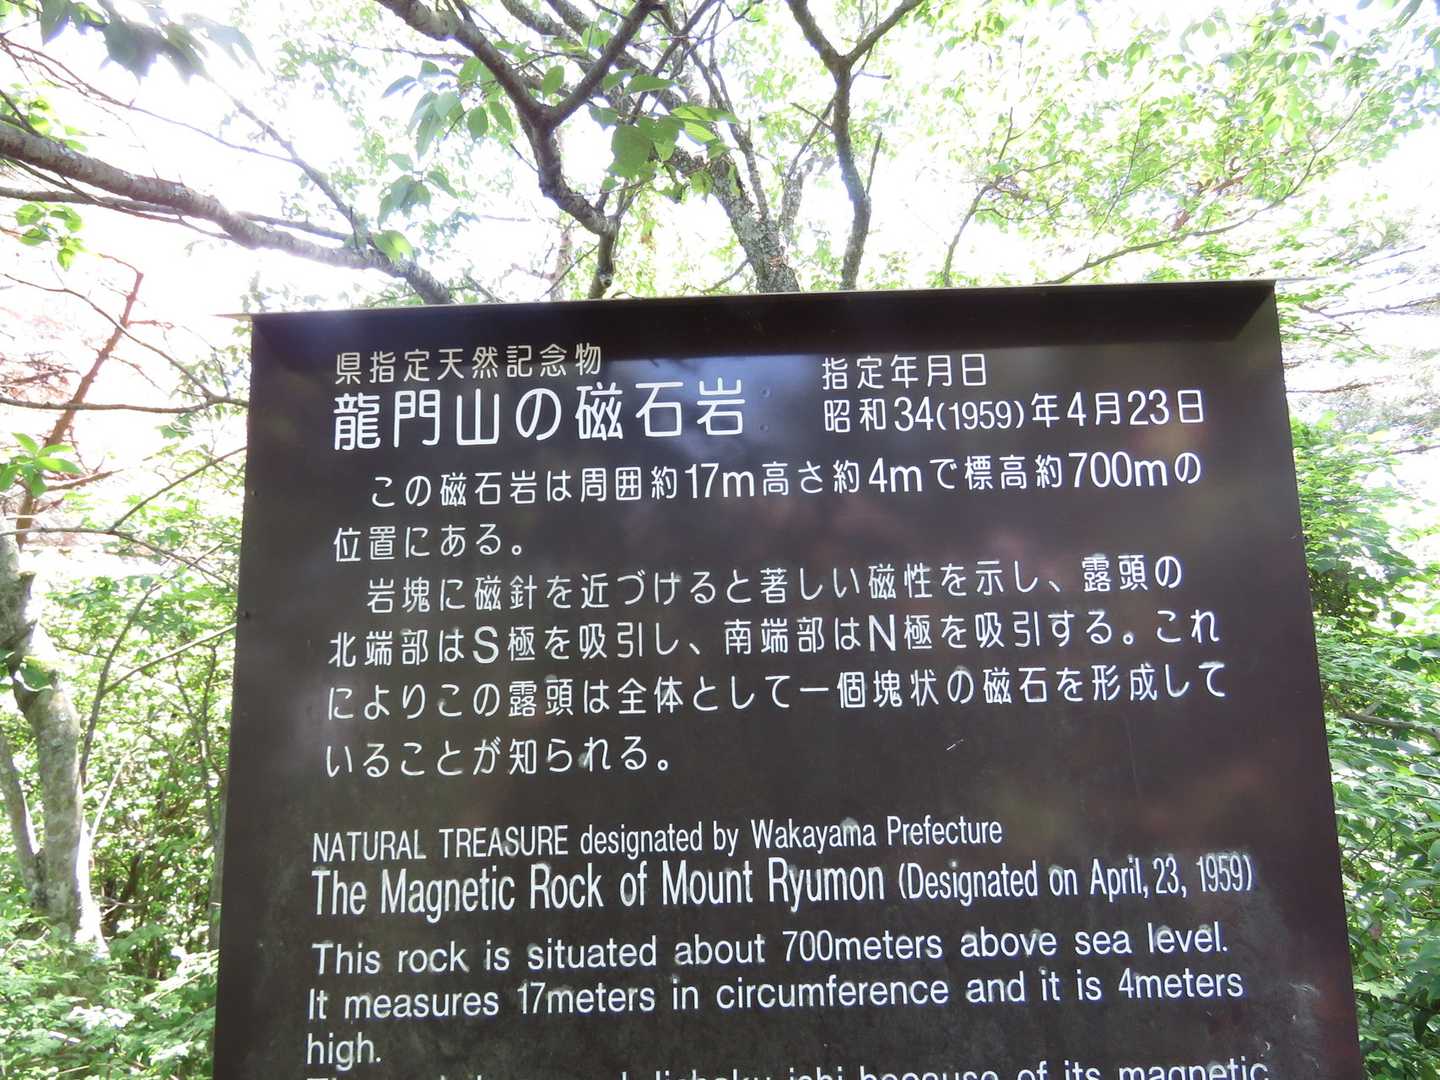 県指定天然記念物
龍門山の磁石岩
指定年月日
昭和34(1959)年4月23日
この磁石岩は周囲約17m高さ約4mで標高約700mの
位置にある。
岩塊に磁針を近づけると著しい磁性を示し、露頭の
北端部はS極を吸引し、南端部はN極を吸引する。これ
によりこの露頭は全体として一個塊状の磁石を形成して
いることが知られる。
NATURAL TREASURE designated by Wakayama Prefecture
The Magnetic Rock of Mount Ryumon (Designated on April, 23, 1959)
This rock is situated about 700meters above sea level.
It measures 17meters in circumference and it is 4meters
high.
ishi because of its magnetic